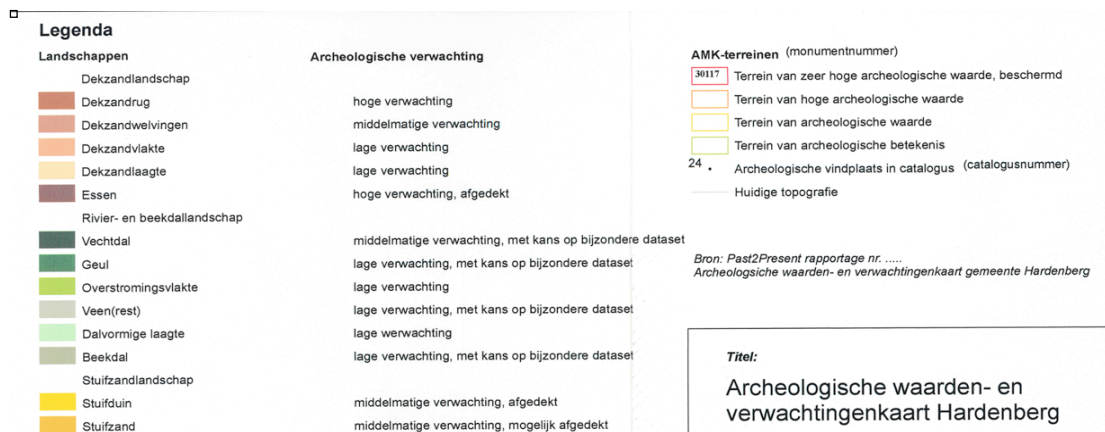 Legenda
Landschappen Archeologische verwachting
Dekzandlandschap
Dekzandrug hoge verwachting
Dekzandwelvingen middelmatige verwachting
Dekzandvlakte lage verwachting
Dekzandlaagte lage verwachting
Essen hoge verwachting, afgedekt
Rivier- en beekdallandschap
Vechtdal middelmatige verwachting, met kans op bijzondere dataset
Geul lage verwachting, met kans op bijzondere dataset
Overstromingsvlakte lage verwachting
Veen(rest) lage verwachting, met kans op bijzondere dataset
Dalvormige laagte lage werwachting
Beekdal lage verwachting, met kans op bijzondere dataset
Stuifzandlandschap
Stuifduin middelmatige verwachting, afgedekt
Stuifzand middelmatige verwachting, mogelijk afgedekt
AMK-terreinen (monumentnummer)
30117 Terrein van zeer hoge archeologische waarde, beschermd
Terrein van hoge archeologische waarde
Terrein van archeologische waarde
Terrein van archeologische betekenis
24 Archeologische vindplaats in catalogus (catalogusnummer)
Huidige topografie
Bron: Past2Present rapportage nr. .....
Archeologsiche waarden- en verwachtingenkaart gemeente Hardenberg
Titel:
Archeologische waarden- en
verwachtingenkaart Hardenberg